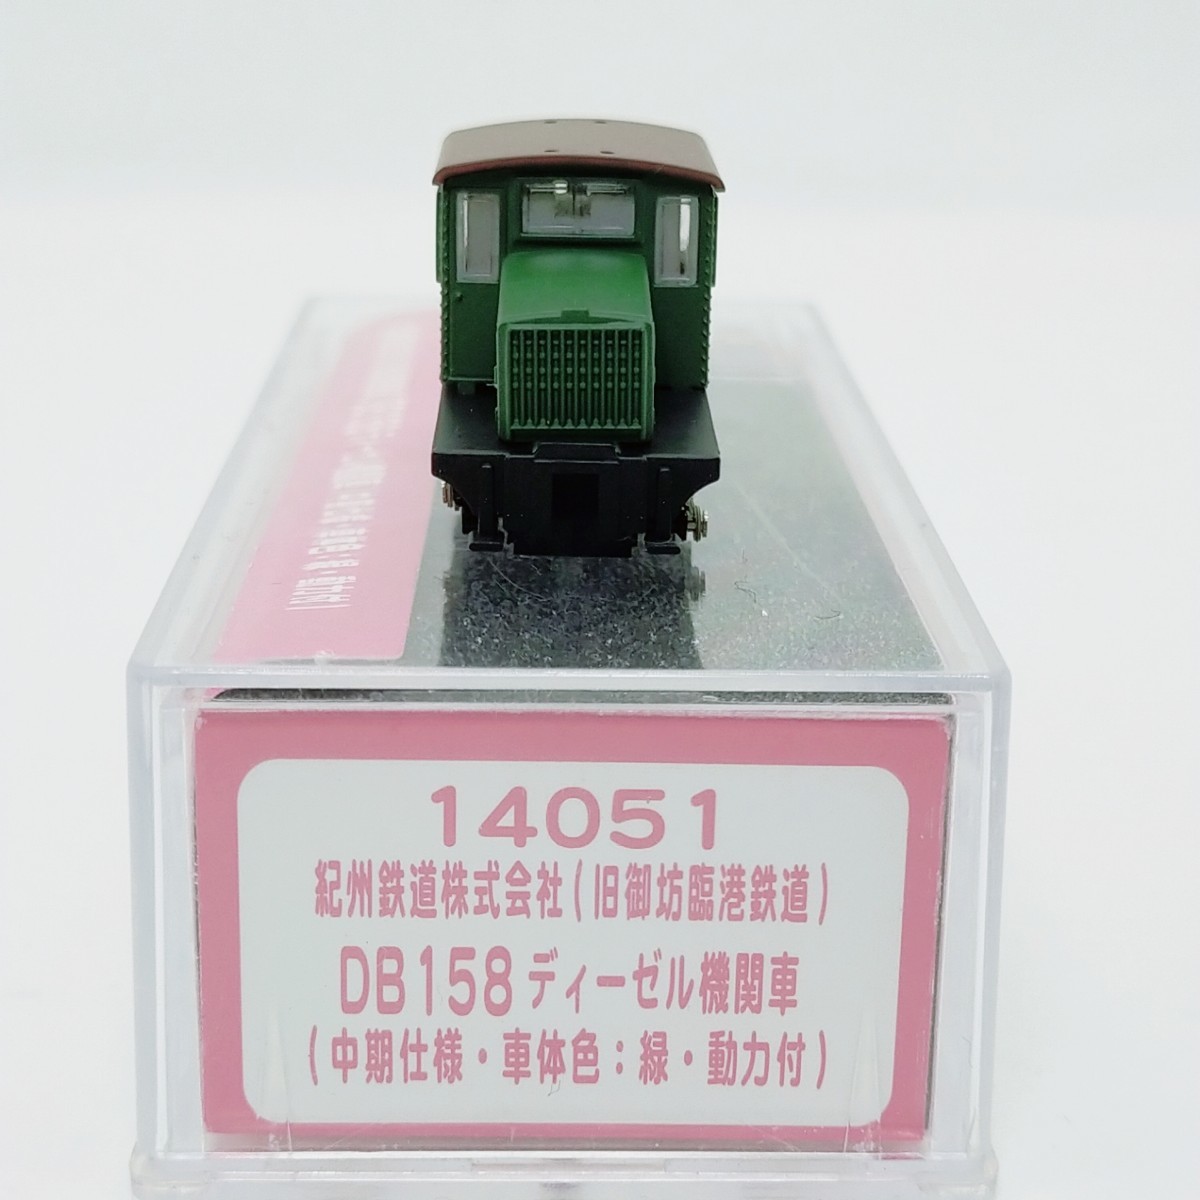 14051
紀州鉄道株式会社(旧御坊臨港鉄道)
DB158ディーゼル機関車
(中期仕様・車体色:緑・動力付)